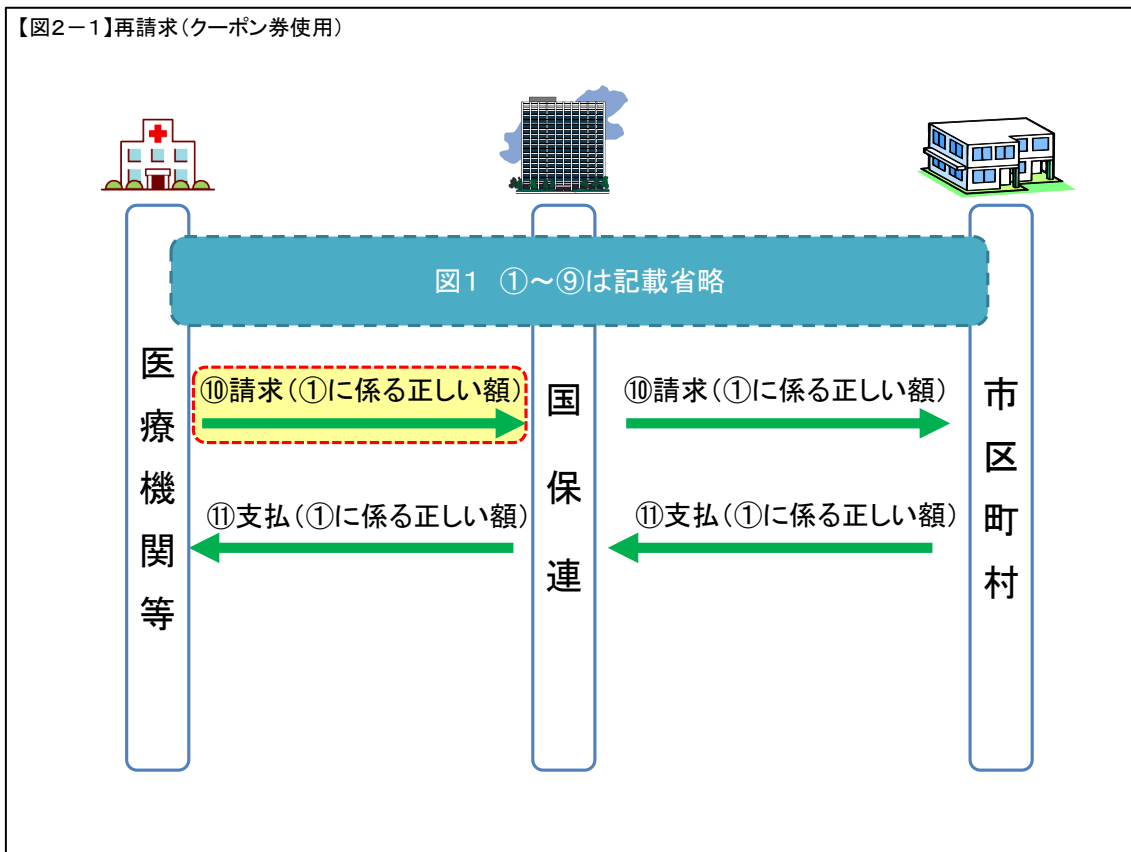 【図2－1】再請求（クーポン券使用）
図1　①～⑨は記載省略
医療機関等
国保連
市区町村
⑩請求（①に係る正しい額）
⑩請求（①に係る正しい額）
⑪支払（①に係る正しい額）
⑪支払（①に係る正しい額）